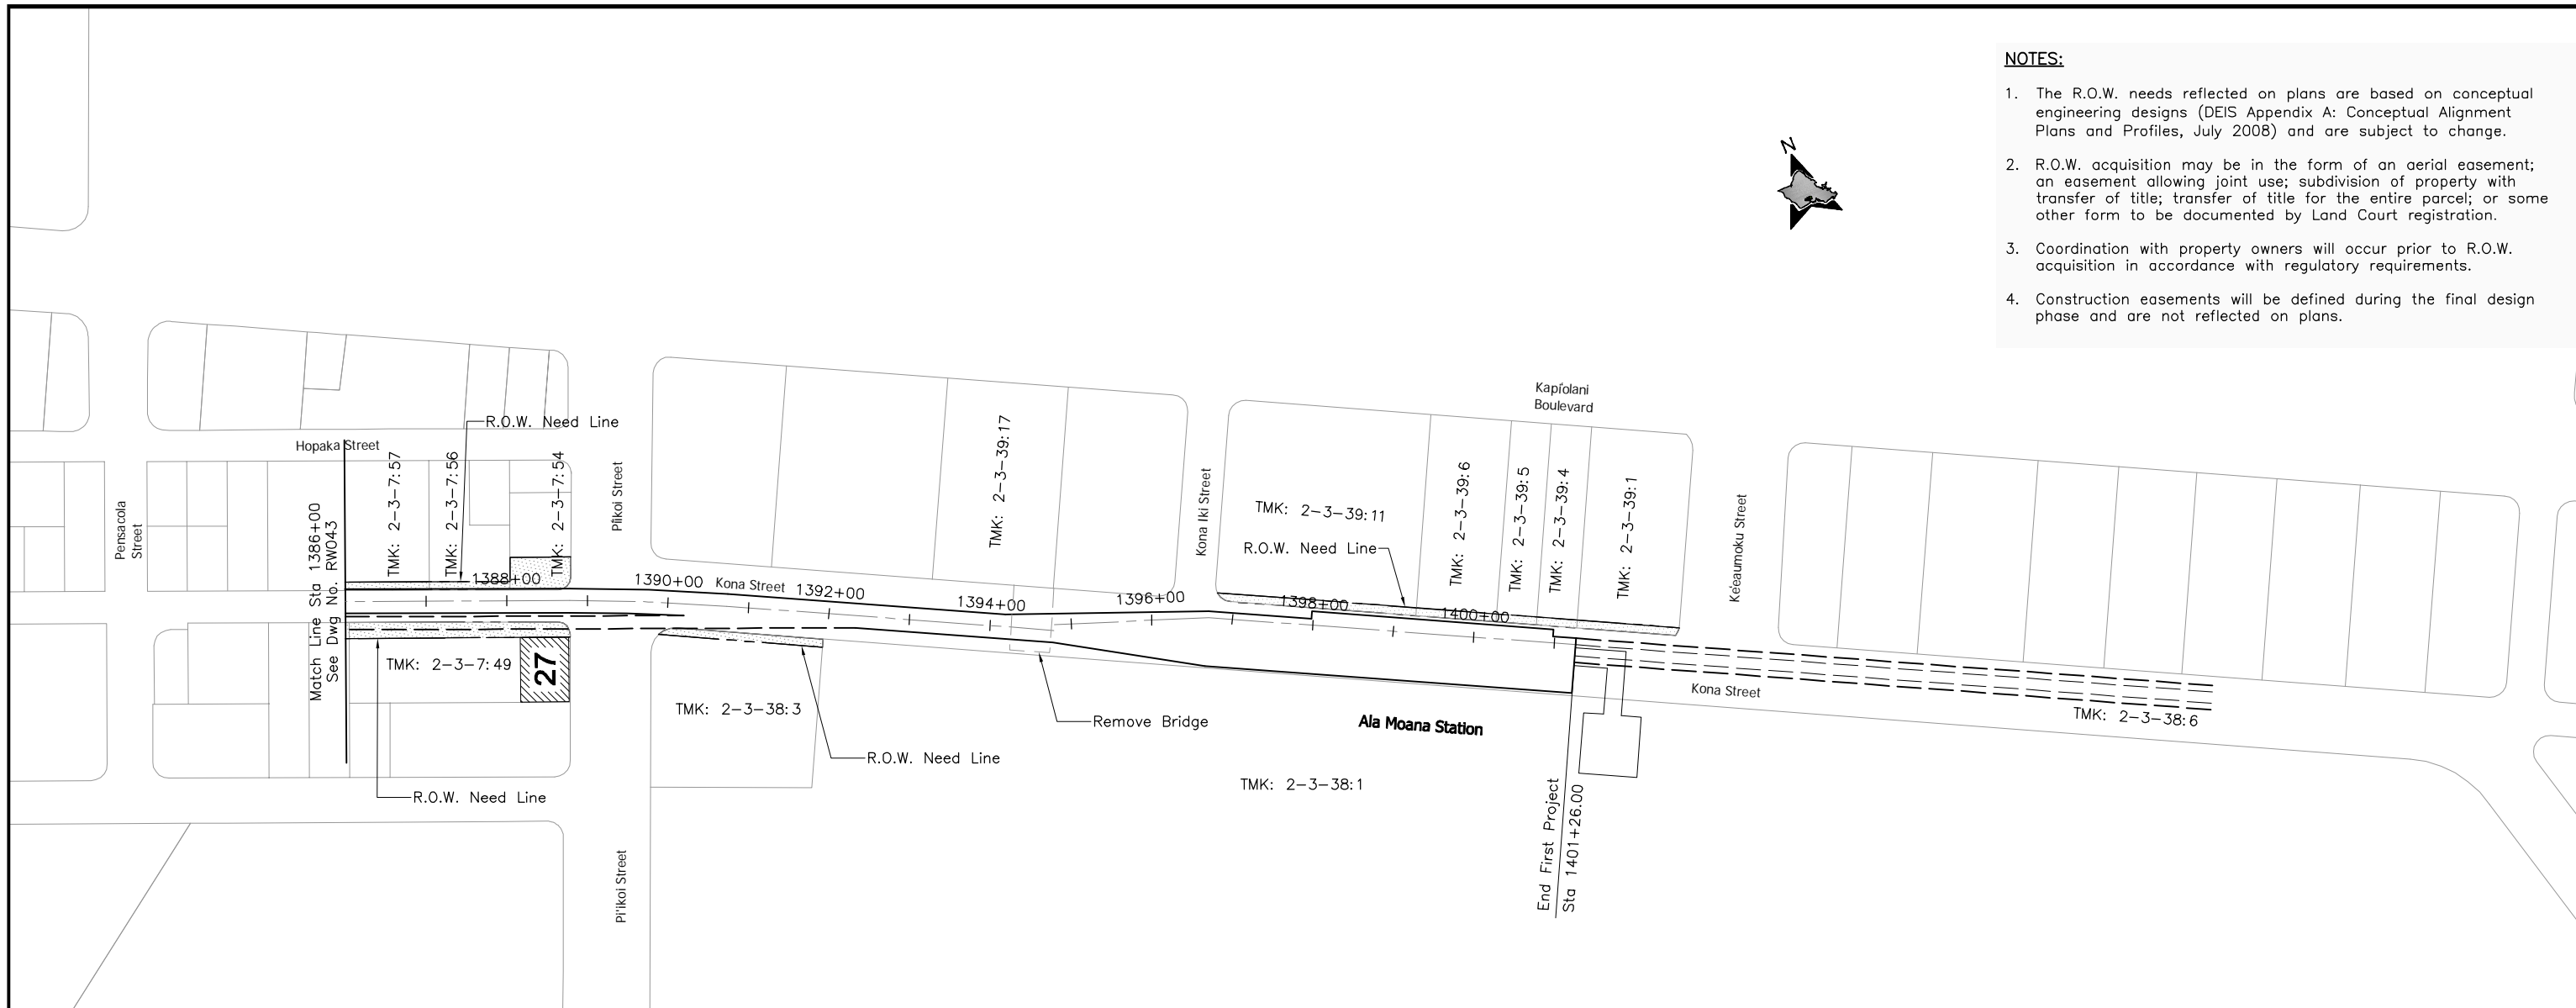 NOTES:
1. The R.O.W. needs reflected on plans are based on conceptual
engineering designs (DEIS Appendix A: Conceptual Alignment
Plans and Profiles, July 2008) and are subject to change.
2. R.O.W. acquisition may be in the form of an aerial easement;
an easement allowing joint use; subdivision of property with
transfer of title; transfer of title for the entire parcel; or some
other form to be documented by Land Court registration.
3. Coordination with property owners will occur prior to R.O.W.
acquisition in accordance with regulatory requirements.
4. Construction easements will be defined during the final design
phase and are not reflected on plans.
N
Kapi'olani
Boulevard
R.O.W. Need Line
Hopaka Street
Pensacola
Street
Match Line Sta 1386+00
See Dwg No. RW043
TMK: 2-3-7:57
TMK: 2-3-7:56
TMK: 2-3-7:54
Pi'ikoi Street
TMK: 2-3-39:17
Kona Iki Street
TMK: 2-3-39:11
R.O.W. Need Line
TMK: 2-3-39:6
TMK: 2-3-39:5
TMK: 2-3-39:4
TMK: 2-3-39:1
Ke'eaumoku Street
1388+00
1390+00
Kona Street
1392+00
1394+00
1396+00
1398+00
1400+00
TMK: 2-3-7:49
27
TMK: 2-3-38:3
Remove Bridge
Ala Moana Station
Kona Street
TMK: 2-3-38:6
R.O.W. Need Line
TMK: 2-3-38:1
R.O.W. Need Line
End First Project
Sta 1401+26.00
Pi'ikoi Street